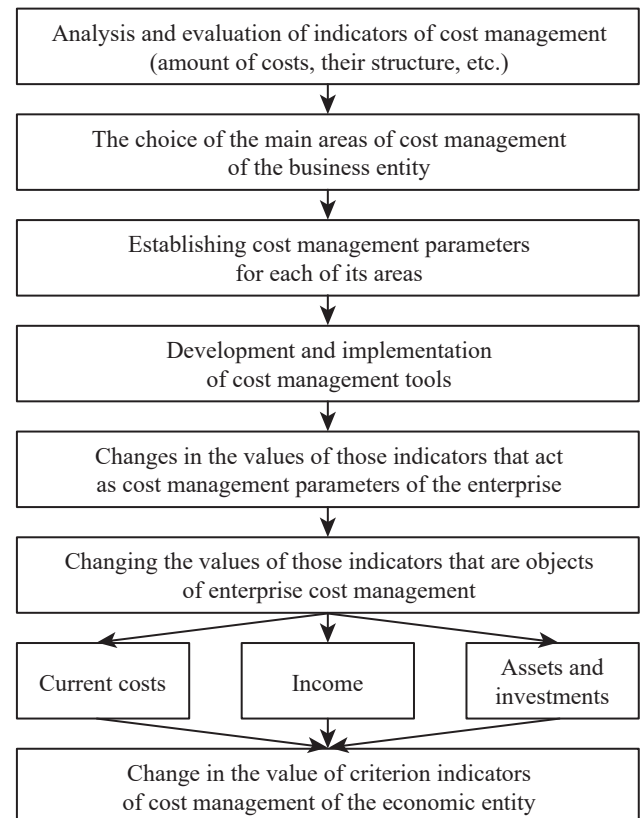 Analysis and evaluation of indicators of cost management
(amount of costs, their structure, etc.)
The choice of the main areas of cost management
of the business entity
Establishing cost management parameters
for each of its areas
Development and implementation
of cost management tools
Changes in the values of those indicators that act
as cost management parameters of the enterprise
Changing the values of those indicators that are objects
of enterprise cost management
Current costs
Income
Assets and
investments
Change in the value of criterion indicators
of cost management of the economic entity